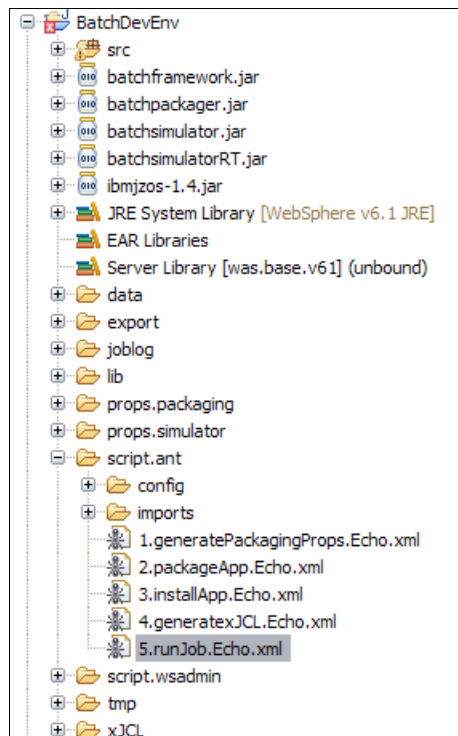 BatchDevEnv
src
batchframework.jar
batchpackager.jar
batchsimulator.jar
batchsimulatorRT.jar
ibmjzos-1.4.jar
JRE System Library [WebSphere v6.1 JRE]
EAR Libraries
Server Library [was.base.v61] (unbound)
data
export
joblog
lib
props.packaging
props.simulator
script.ant
config
imports
1.generatePackagingProps.Echo.xml
2.packageApp.Echo.xml
3.installApp.Echo.xml
4.generatexJCL.Echo.xml
5.runJob.Echo.xml
script.wsadmin
tmp
xJCL